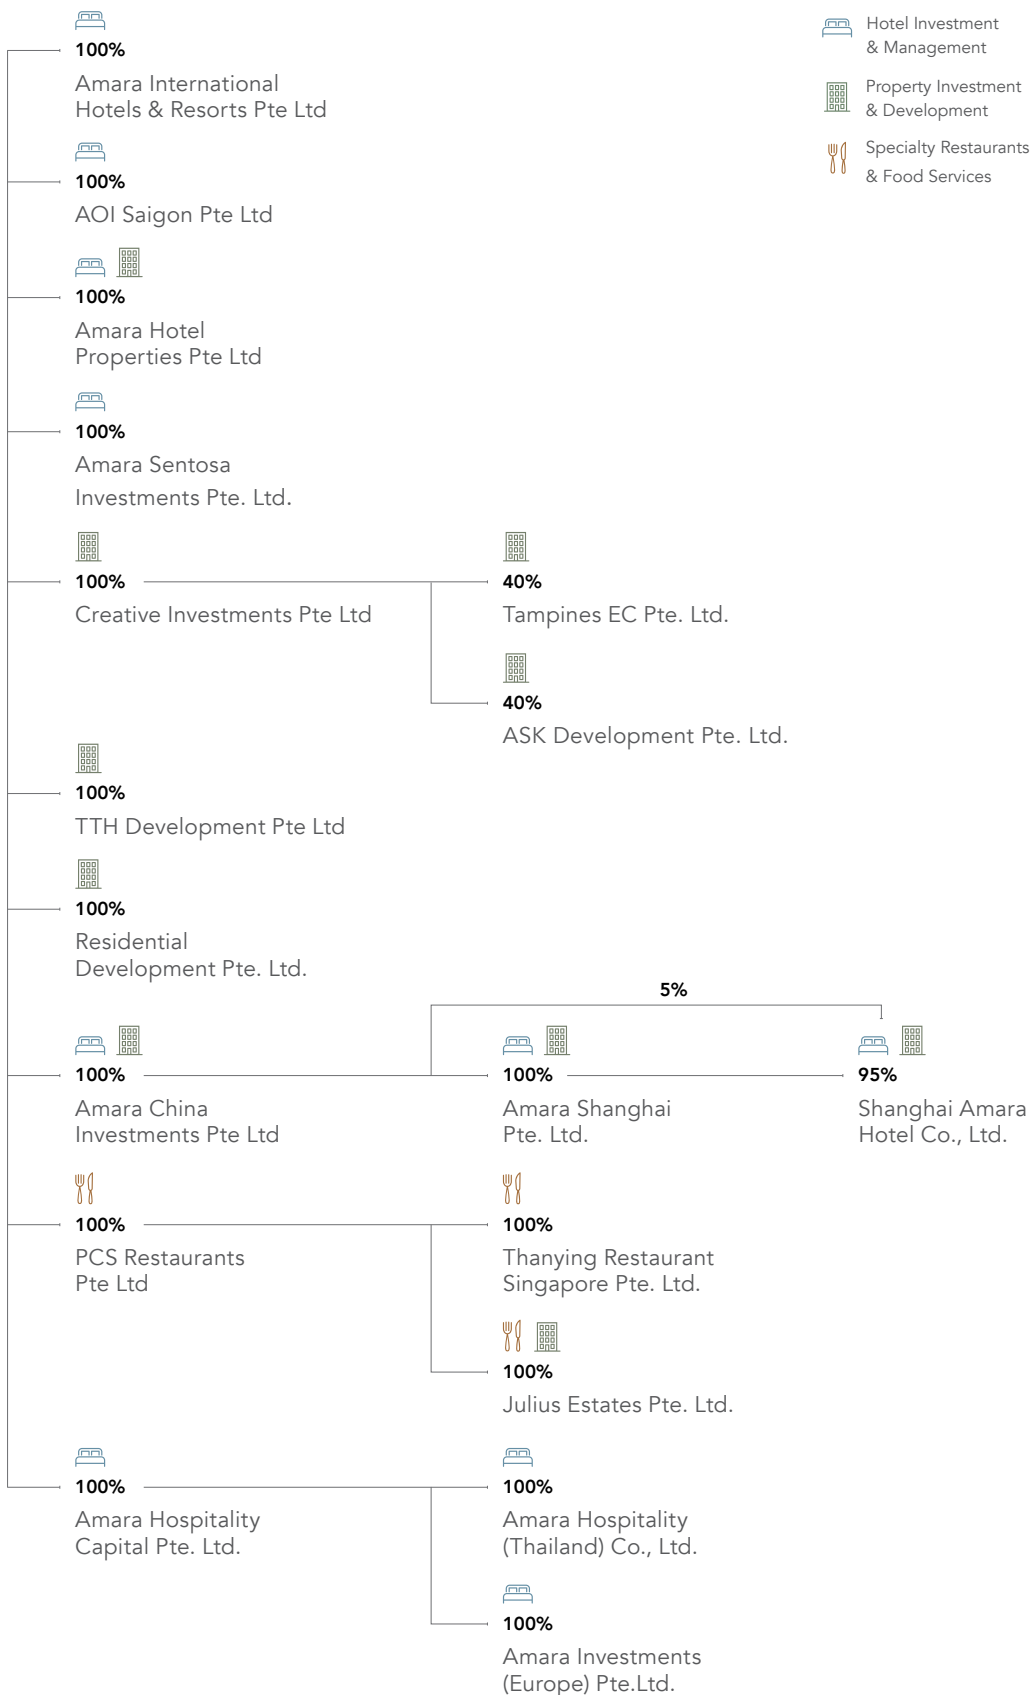 Hotel Investment
& Management
Property Investment
& Development
Specialty Restaurants
& Food Services
100%
Amara International
Hotels & Resorts Pte Ltd
100%
AOI Saigon Pte Ltd
100%
Amara Hotel
Properties Pte Ltd
100%
Amara Sentosa
Investments Pte. Ltd.
100%
Creative Investments Pte Ltd
40%
Tampines EC Pte. Ltd.
40%
ASK Development Pte. Ltd.
100%
TTH Development Pte Ltd
100%
Residential
Development Pte. Ltd.
5%
100%
Amara China
Investments Pte Ltd
100%
Amara Shanghai
Pte. Ltd.
95%
Shanghai Amara
Hotel Co., Ltd.
100%
PCS Restaurants
Pte Ltd
100%
Thanying Restaurant
Singapore Pte. Ltd.
100%
Julius Estates Pte. Ltd.
100%
Amara Hospitality
Capital Pte. Ltd.
100%
Amara Hospitality
(Thailand) Co., Ltd.
100%
Amara Investments
(Europe) Pte.Ltd.